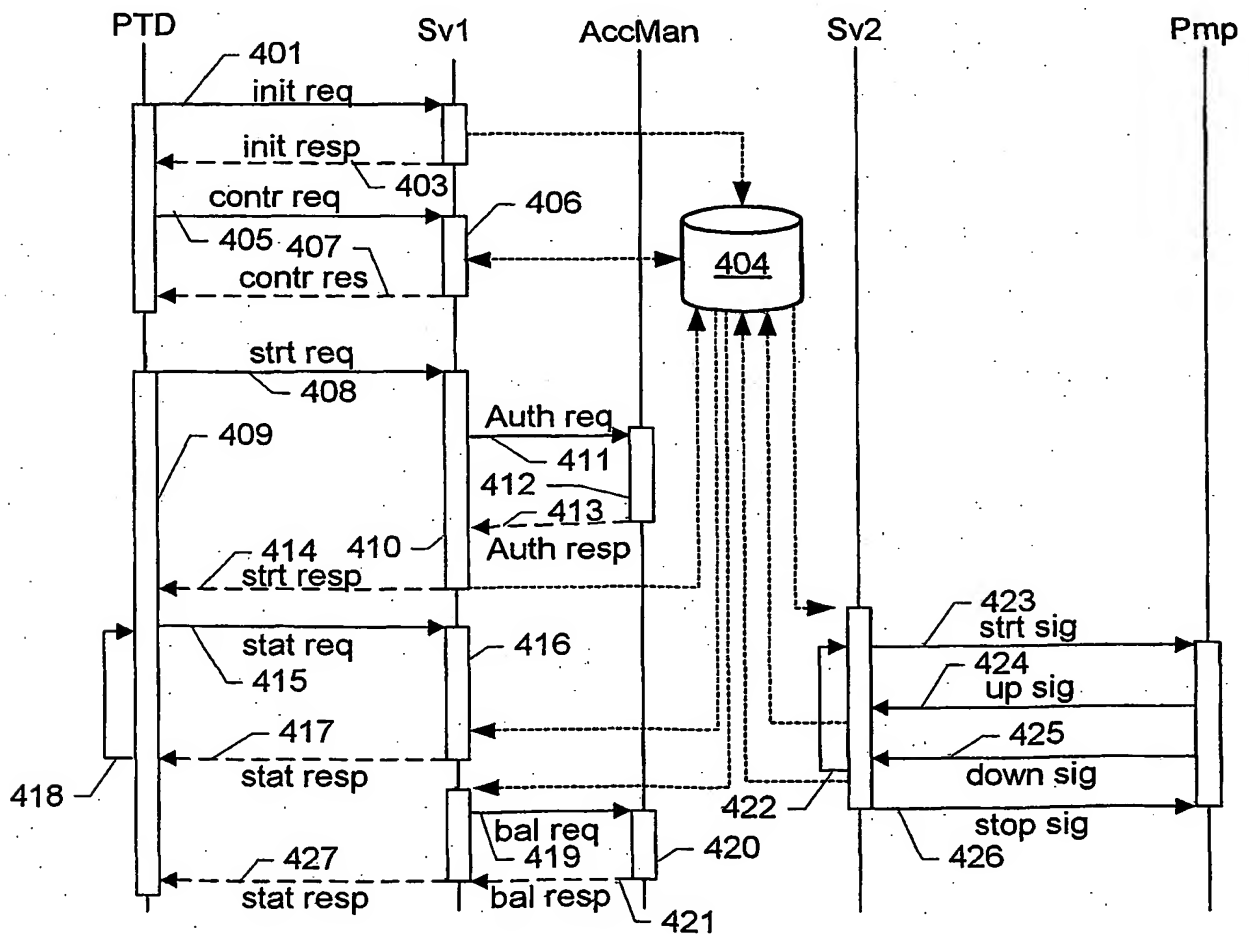 PTD Sv1 AccMan Sv2 Pmp
401
init req
init resp
403
contr req
406
405 407
404
contr res
strt req
408
Auth req
409
411
412
413
410
Auth resp
414
strt resp
423
strt sig
stat req
416
424
415
up sig
417
425
stat resp
down sig
418
422
bal req
stop sig
419
420
426
427
stat resp
bal resp
421